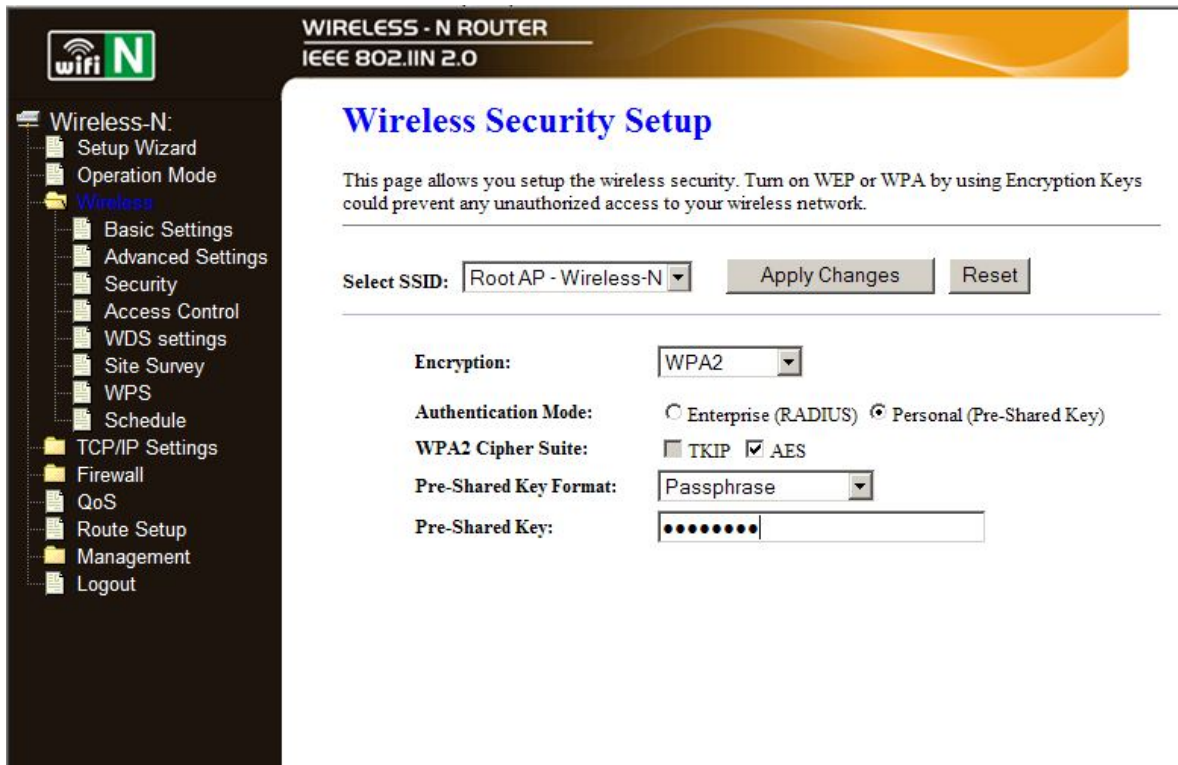 wifi N
WIRELESS - N ROUTER
IEEE 802.IIN 2.0
Wireless-N:
Setup Wizard
Operation Mode
Wireless
Basic Settings
Advanced Settings
Security
Access Control
WDS settings
Site Survey
WPS
Schedule
TCP/IP Settings
Firewall
QoS
Route Setup
Management
Logout
Wireless Security Setup
This page allows you setup the wireless security. Turn on WEP or WPA by using Encryption Keys
could prevent any unauthorized access to your wireless network.
Select SSID: Root AP - Wireless-N Apply Changes Reset
Encryption: WPA2
Authentication Mode: Enterprise (RADIUS) Personal (Pre-Shared Key)
WPA2 Cipher Suite: TKIP AES
Pre-Shared Key Format: Passphrase
Pre-Shared Key: ●●●●●●●●